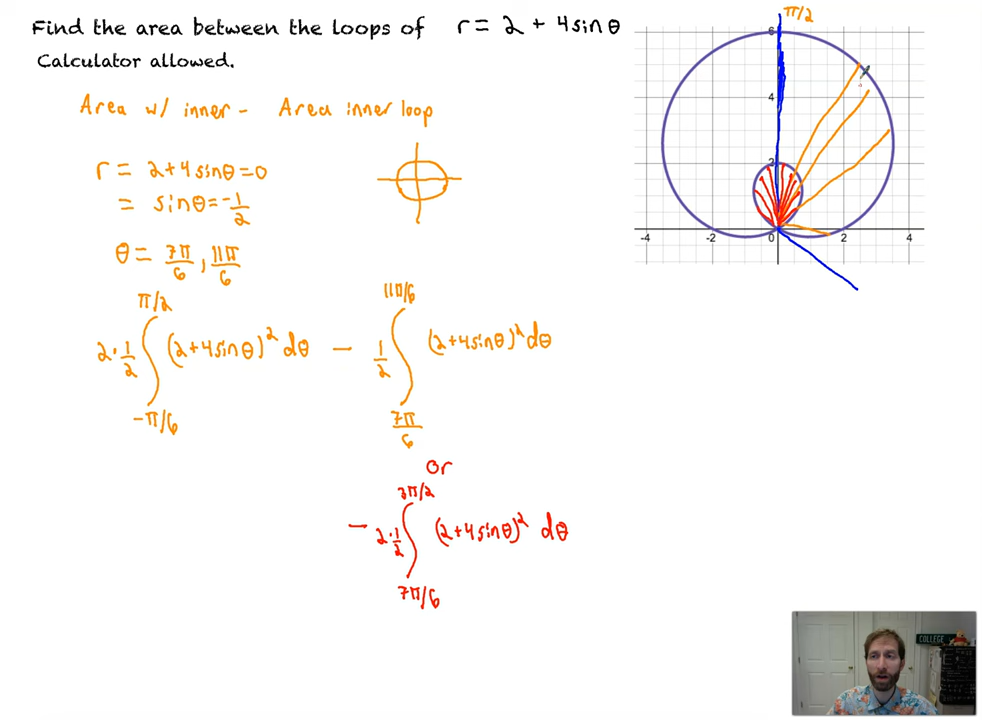 Find the area between the loops of r = 2 + 4sinθ
Calculator allowed.
Area w/ inner - Area inner loop
r = 2+4sinθ=0
= sinθ=-1/2
θ = 7π/6, 11π/6
2·1/2 ∫_{-π/6}^{π/2} (2+4sinθ)² dθ - 1/2 ∫_{7π/6}^{11π/6} (2+4sinθ)² dθ
or
- 2·1/2 ∫_{7π/6}^{3π/2} (2+4sinθ)² dθ
π/2
6
4
2
-4 -2 0 2 4
COLLEGE